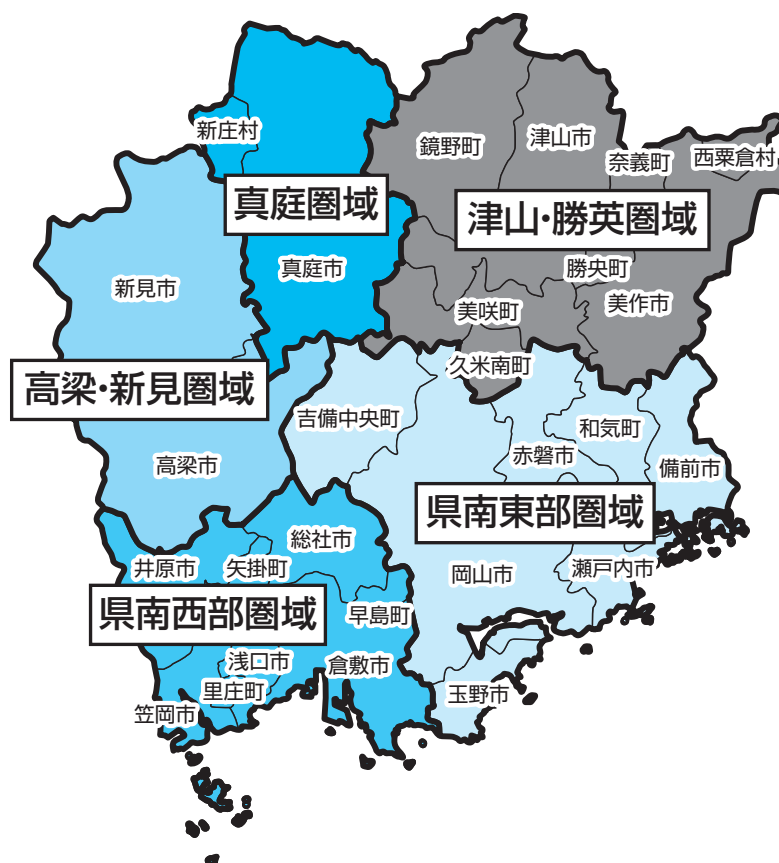 新庄村
鏡野町
津山市
奈義町
西粟倉村
真庭圏域
津山・勝英圏域
新見市
真庭市
勝央町
美咲町
美作市
高梁・新見圏域
久米南町
吉備中央町
和気町
赤磐市
備前市
高梁市
県南東部圏域
総社市
井原市
矢掛町
岡山市
瀬戸内市
県南西部圏域
早島町
浅口市
倉敷市
里庄町
玉野市
笠岡市